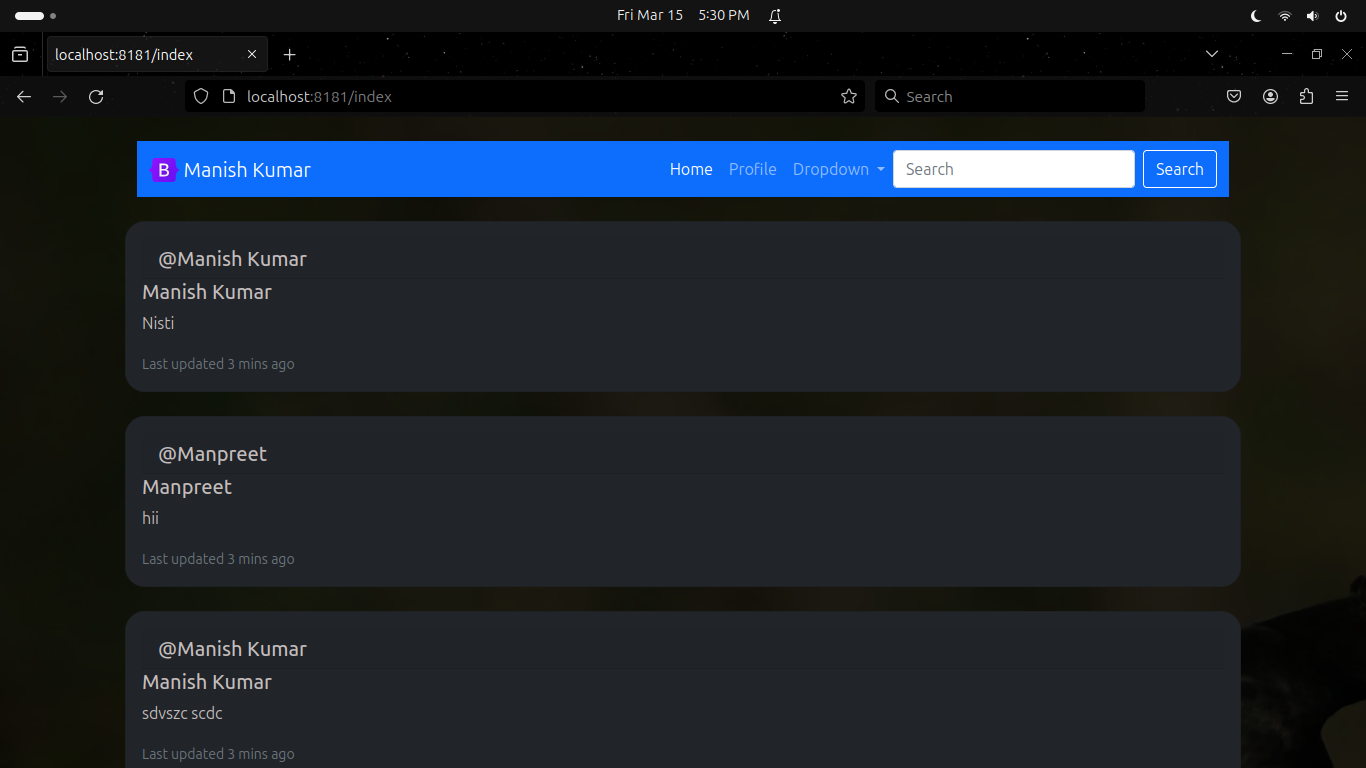 Fri Mar 15 5:30 PM
localhost:8181/index
localhost:8181/index
Search
B Manish Kumar
Home Profile Dropdown Search Search
@Manish Kumar
Manish Kumar
Nisti
Last updated 3 mins ago
@Manpreet
Manpreet
hii
Last updated 3 mins ago
@Manish Kumar
Manish Kumar
sdvszc scdc
Last updated 3 mins ago